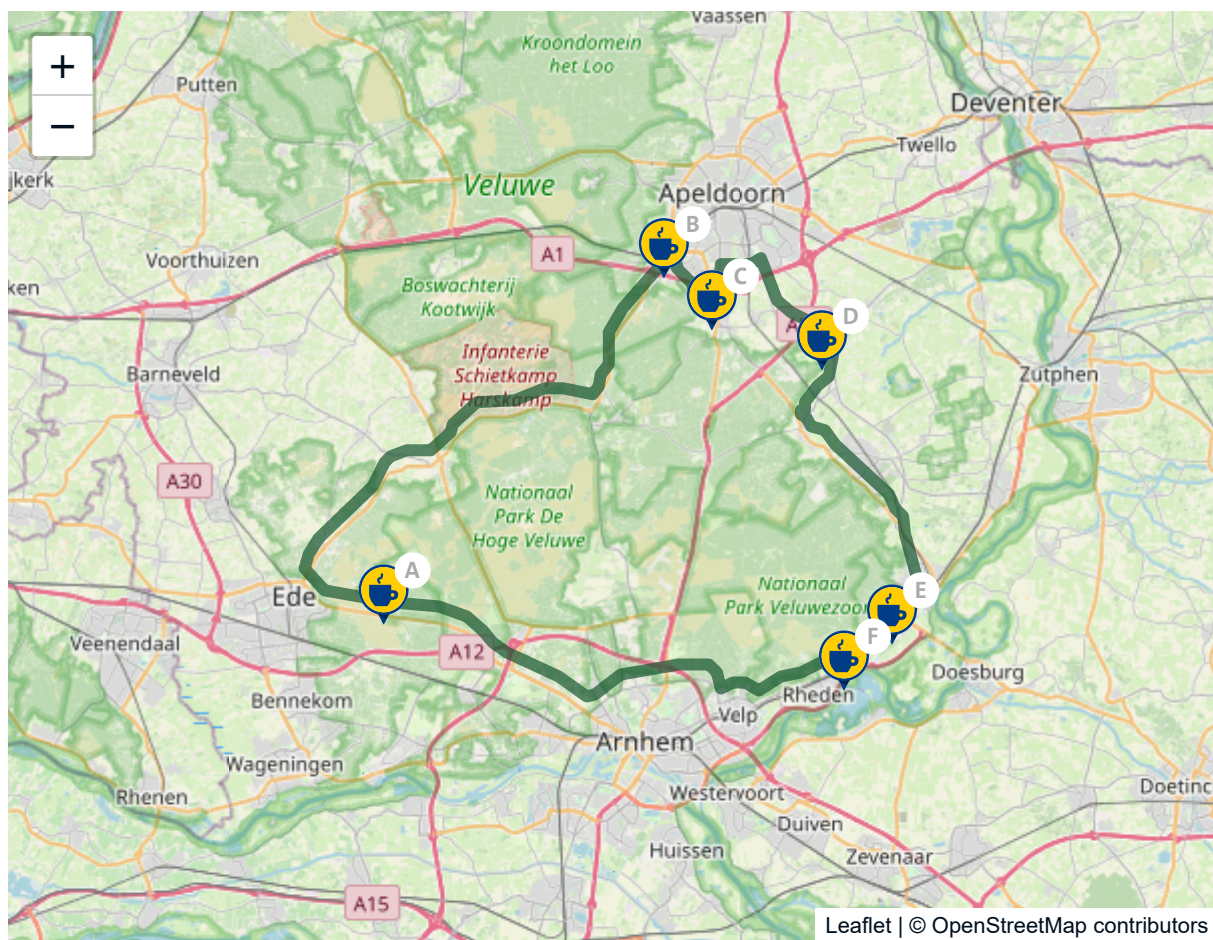 Vaassen
+
−
Kroondomein
het Loo
Putten
Deventer
Twello
jkerk
Veluwe
Apeldoorn
B
A1
Voorthuizen
C
ken
Boswachterij
Kootwijk
D
A
Infanterie
Schietkamp
Harskamp
Barneveld
Zutphen
A30
Nationaal
Park De
Hoge Veluwe
A
Nationaal
Park Veluwezoo
E
Ede
F
Veenendaal
A12
Doesburg
Bennekom
Rheden
Velp
Arnhem
Wageningen
Rhenen
Westervoort
Doetinc
Duiven
Huissen
Zevenaar
A15
Leaflet | © OpenStreetMap contributors